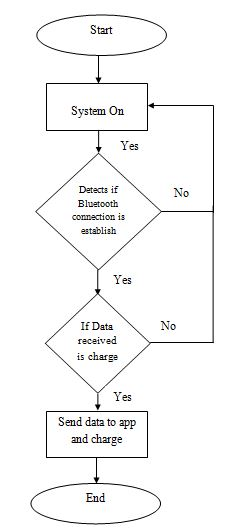 Start
System On
Yes
Detects if
Bluetooth
connection is
establish
No
Yes
If Data
received
is charge
No
Yes
Send data to app
and charge
End